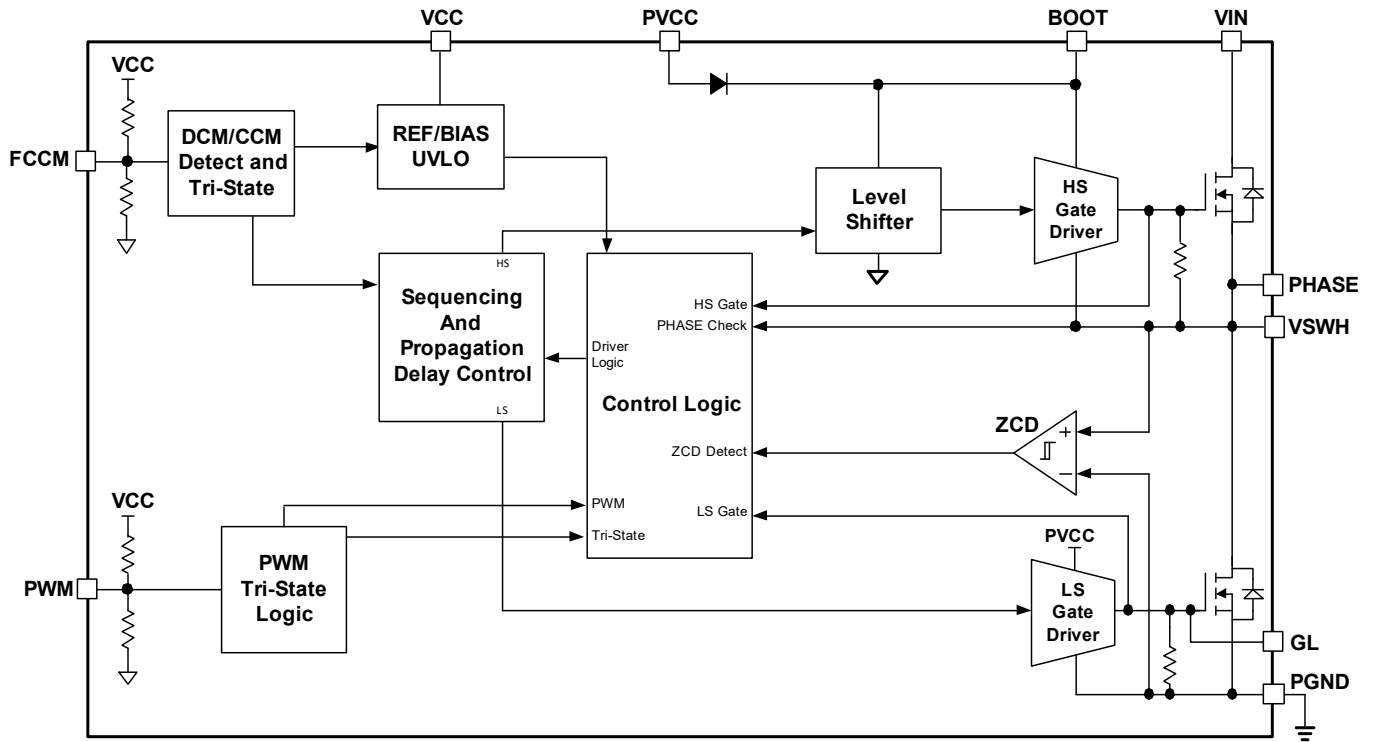 VCC
PVCC
BOOT
VIN
VCC
FCCM
DCM/CCM
Detect and
Tri-State
REF/BIAS
UVLO
Level
Shifter
HS
Gate
Driver
PHASE
VSWH
HS
Sequencing
And
Propagation
Delay Control
LS
HS Gate
PHASE Check
Driver
Logic
Control Logic
ZCD Detect
LS Gate
PWM
Tri-State
ZCD
+
−
VCC
PWM
PWM
Tri-State
Logic
PVCC
LS
Gate
Driver
GL
PGND